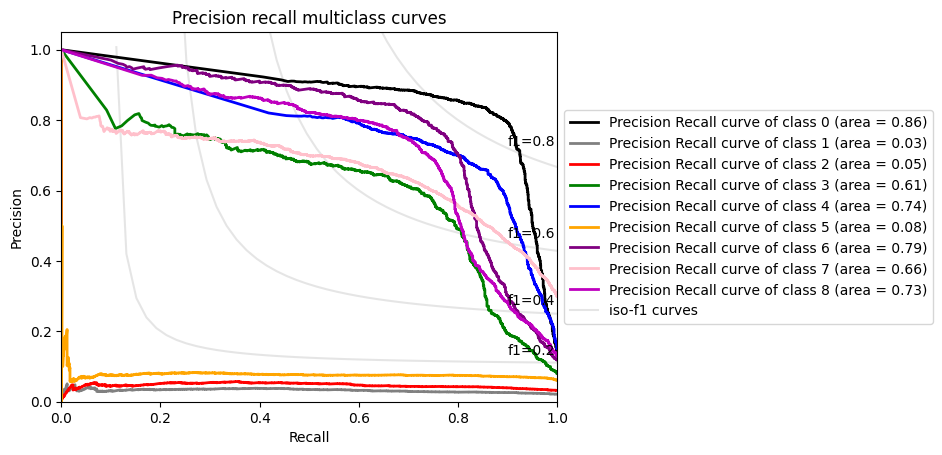 Precision recall multiclass curves
1.0
0.8
0.6
0.4
0.2
0.0
Precision
0.0 0.2 0.4 0.6 0.8 1.0
Recall
f1=0.8
f1=0.6
f1=0.4
f1=0.2
Precision Recall curve of class 0 (area = 0.86)
Precision Recall curve of class 1 (area = 0.03)
Precision Recall curve of class 2 (area = 0.05)
Precision Recall curve of class 3 (area = 0.61)
Precision Recall curve of class 4 (area = 0.74)
Precision Recall curve of class 5 (area = 0.08)
Precision Recall curve of class 6 (area = 0.79)
Precision Recall curve of class 7 (area = 0.66)
Precision Recall curve of class 8 (area = 0.73)
iso-f1 curves